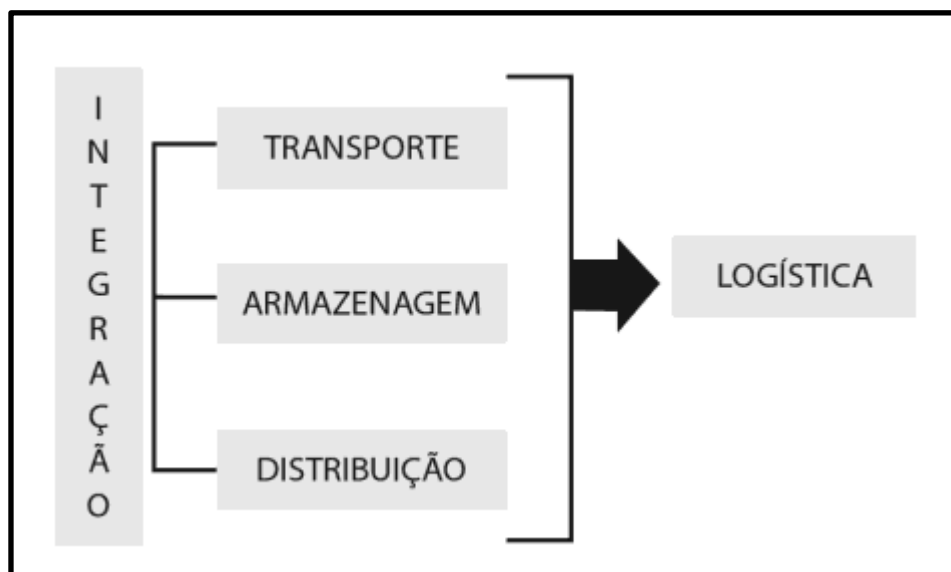 INTEGRAÇÃO
TRANSPORTE
ARMAZENAGEM
DISTRIBUIÇÃO
LOGÍSTICA